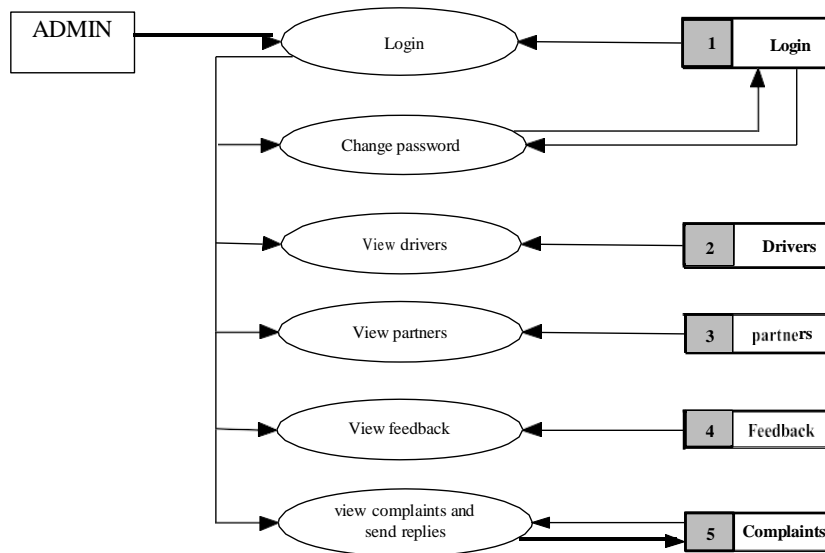 ADMIN
Login
1
Login
Change password
View drivers
2
Drivers
View partners
3
partners
View feedback
4
Feedback
view complaints and
send replies
5
Complaints